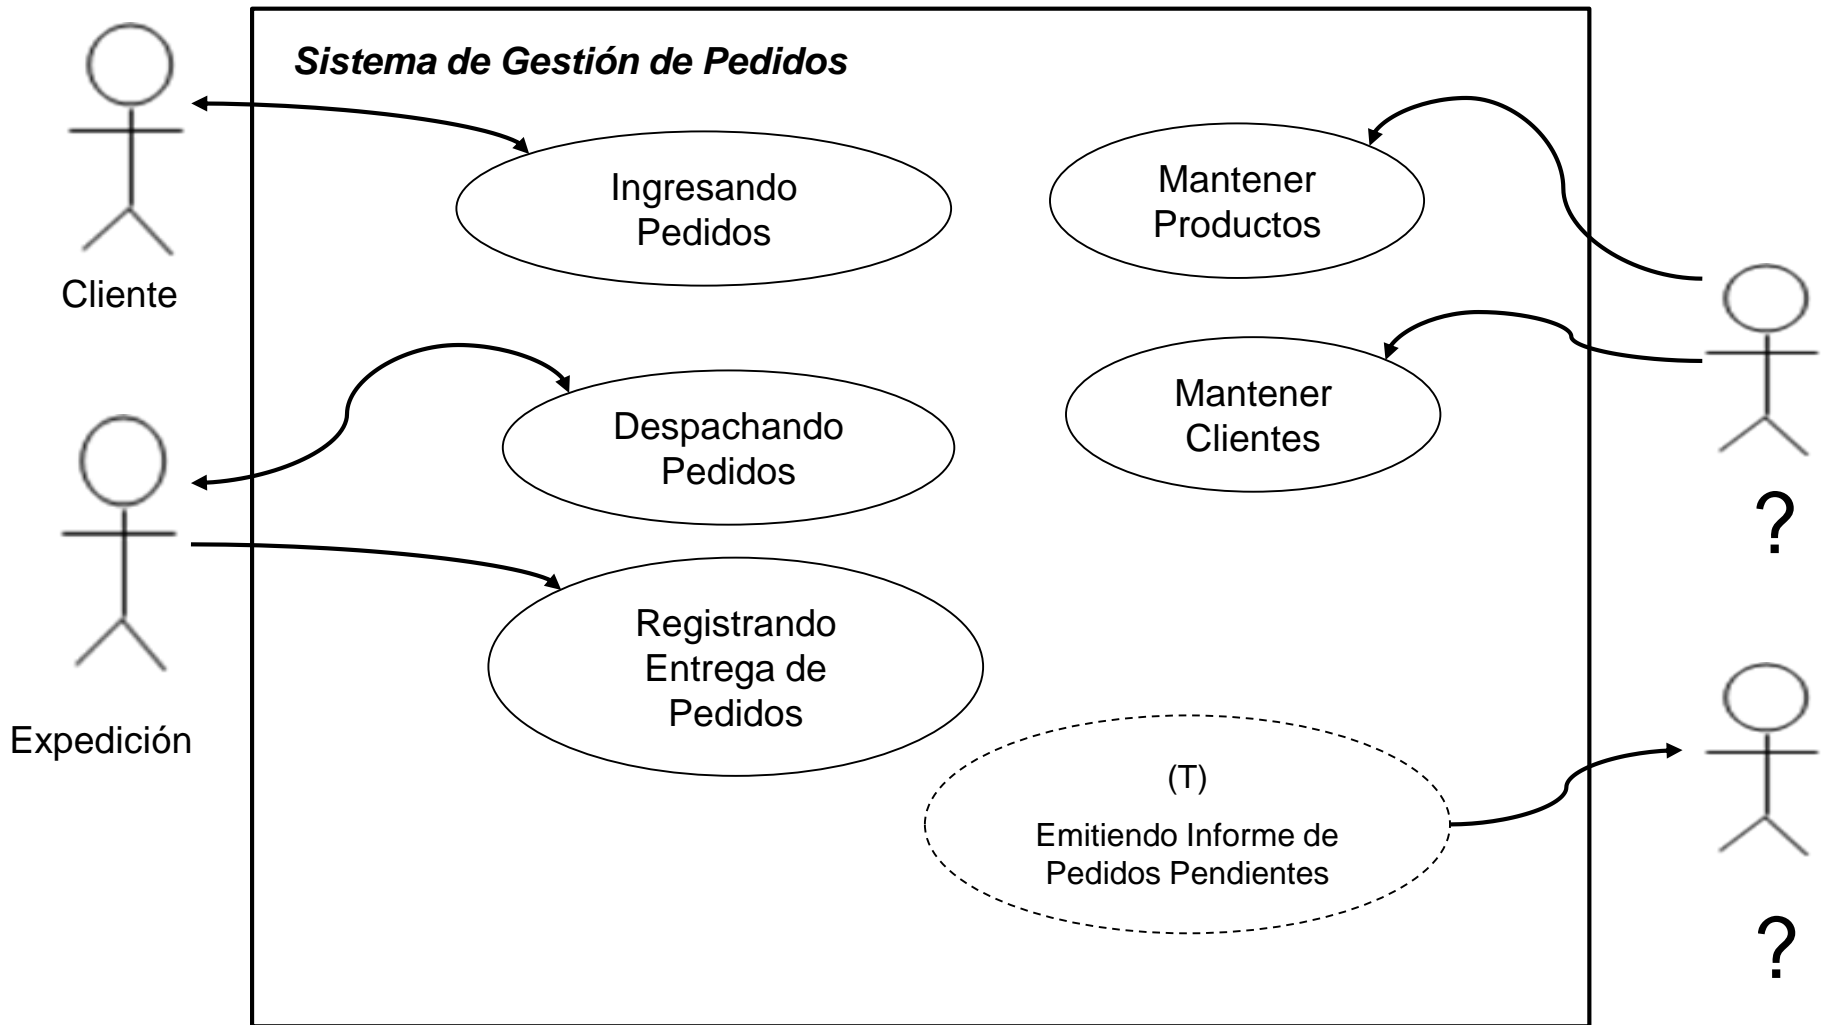 Sistema de Gestión de Pedidos
Ingresando
Pedidos
Mantener
Productos
Cliente
Despachando
Pedidos
Mantener
Clientes
?
Registrando
Entrega de
Pedidos
Expedición
(T)
Emitiendo Informe de
Pedidos Pendientes
?